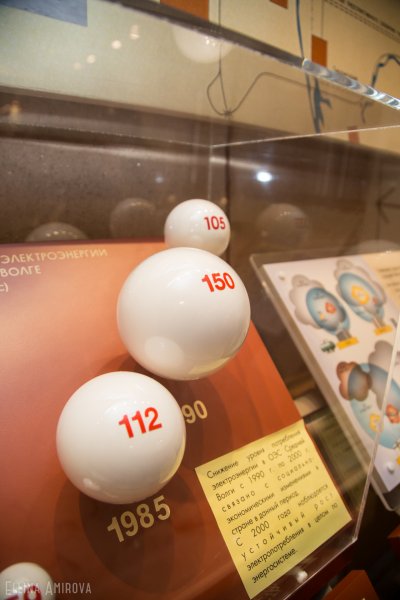 105
150
ЭЛЕКТРОЭНЕРГИИ
ВОЛГЕ
112
90
1985
Снижение уровня потребления
электроэнергии в ОЭС Средней
Волги с 1990 г. по 2000 г.
связано с социально-
экономическими изменениями в
стране в данный период.
С 2000 года наблюдается
устойчивый рост
электропотребления в целом по
энергосистеме.
ELENA AMIROVA